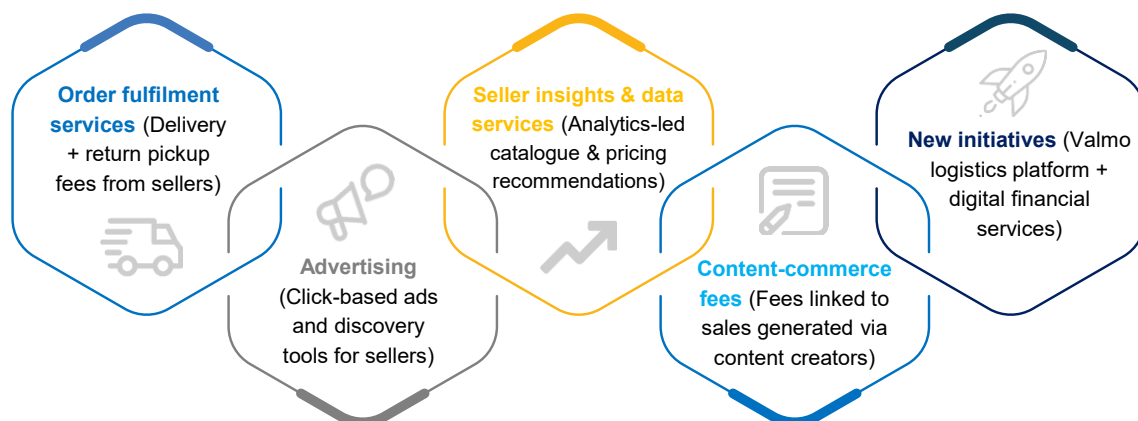 Order fulfilment
services (Delivery
+ return pickup
fees from sellers)
Advertising
(Click-based ads
and discovery
tools for sellers)
Seller insights & data
services (Analytics-led
catalogue & pricing
recommendations)
Content-commerce
fees (Fees linked to
sales generated via
content creators)
New initiatives (Valmo
logistics platform +
digital financial
services)